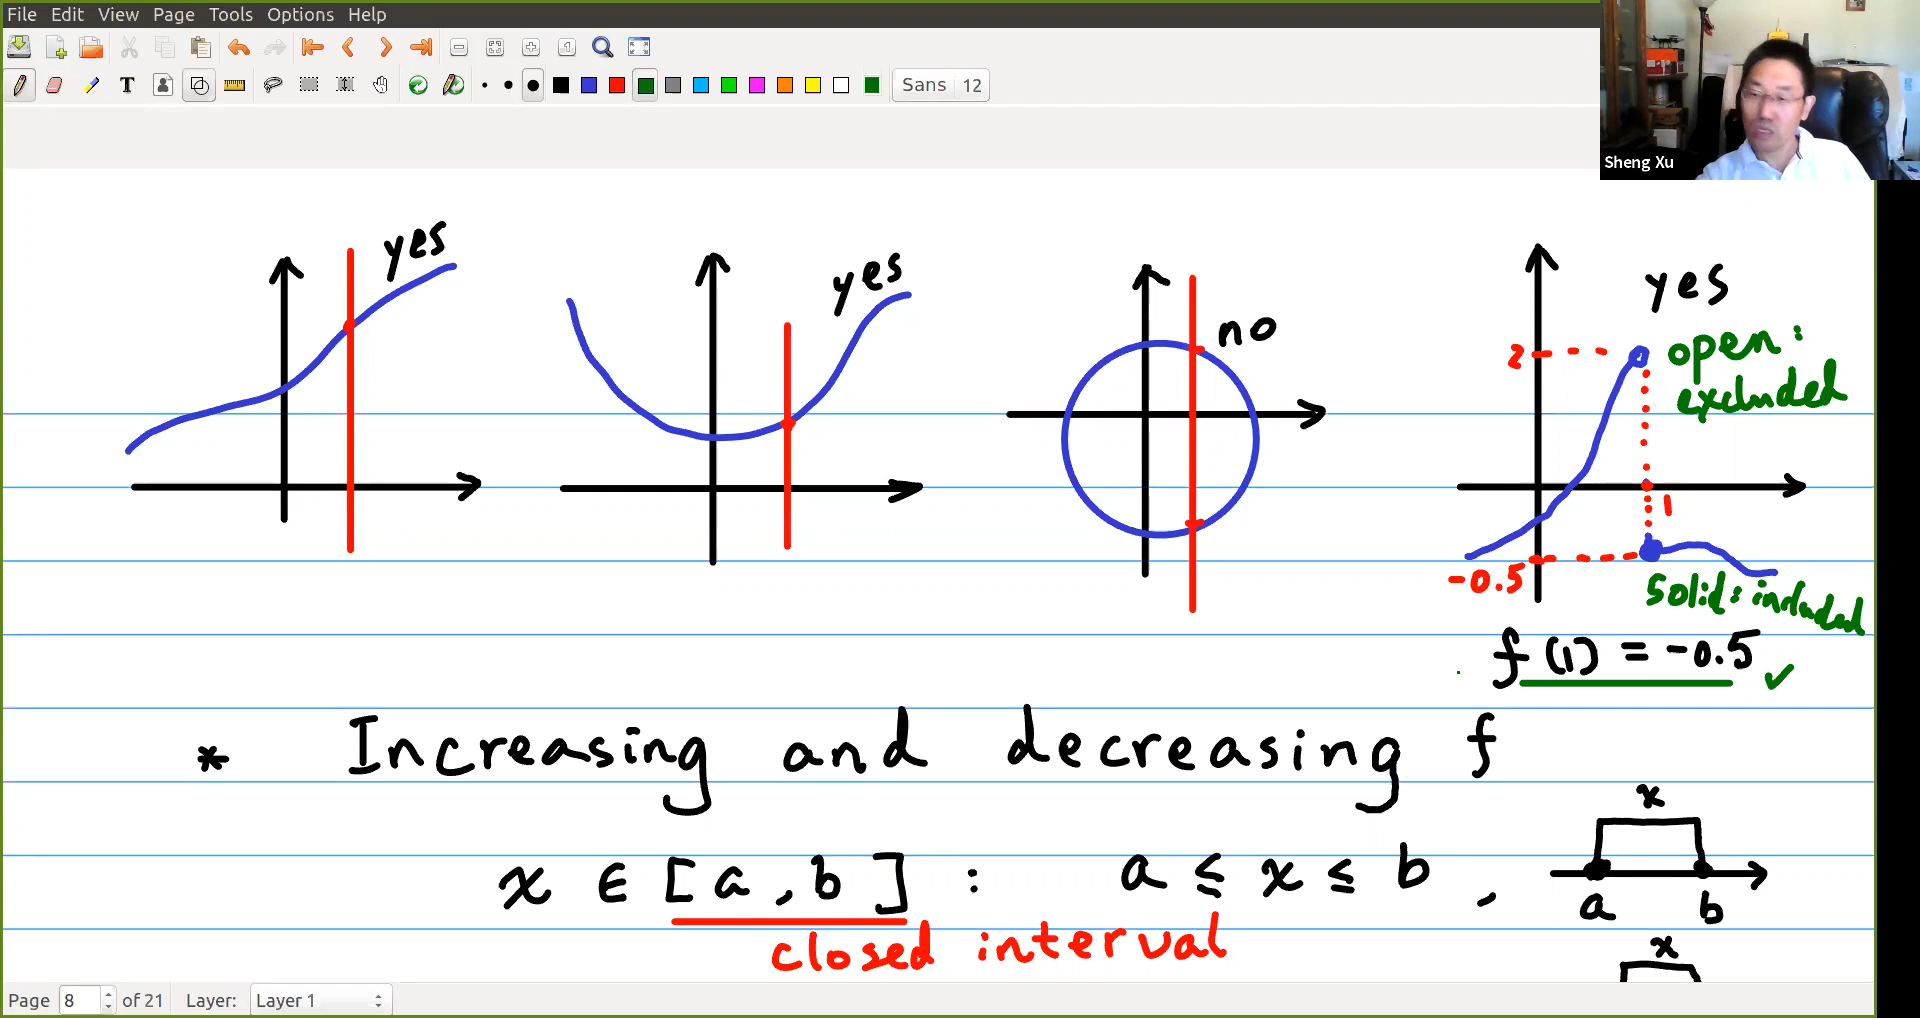 File Edit View Page Tools Options Help
T
Sans 12
Sheng Xu
yes
yes
no
yes
2
open:
excluded
1
-0.5
solid: included
f(1) = -0.5 ✓
* Increasing and decreasing f
x ∈ [a, b] : a ≤ x ≤ b ,
x
a b
closed interval
x
Page 8 of 21 Layer: Layer 1